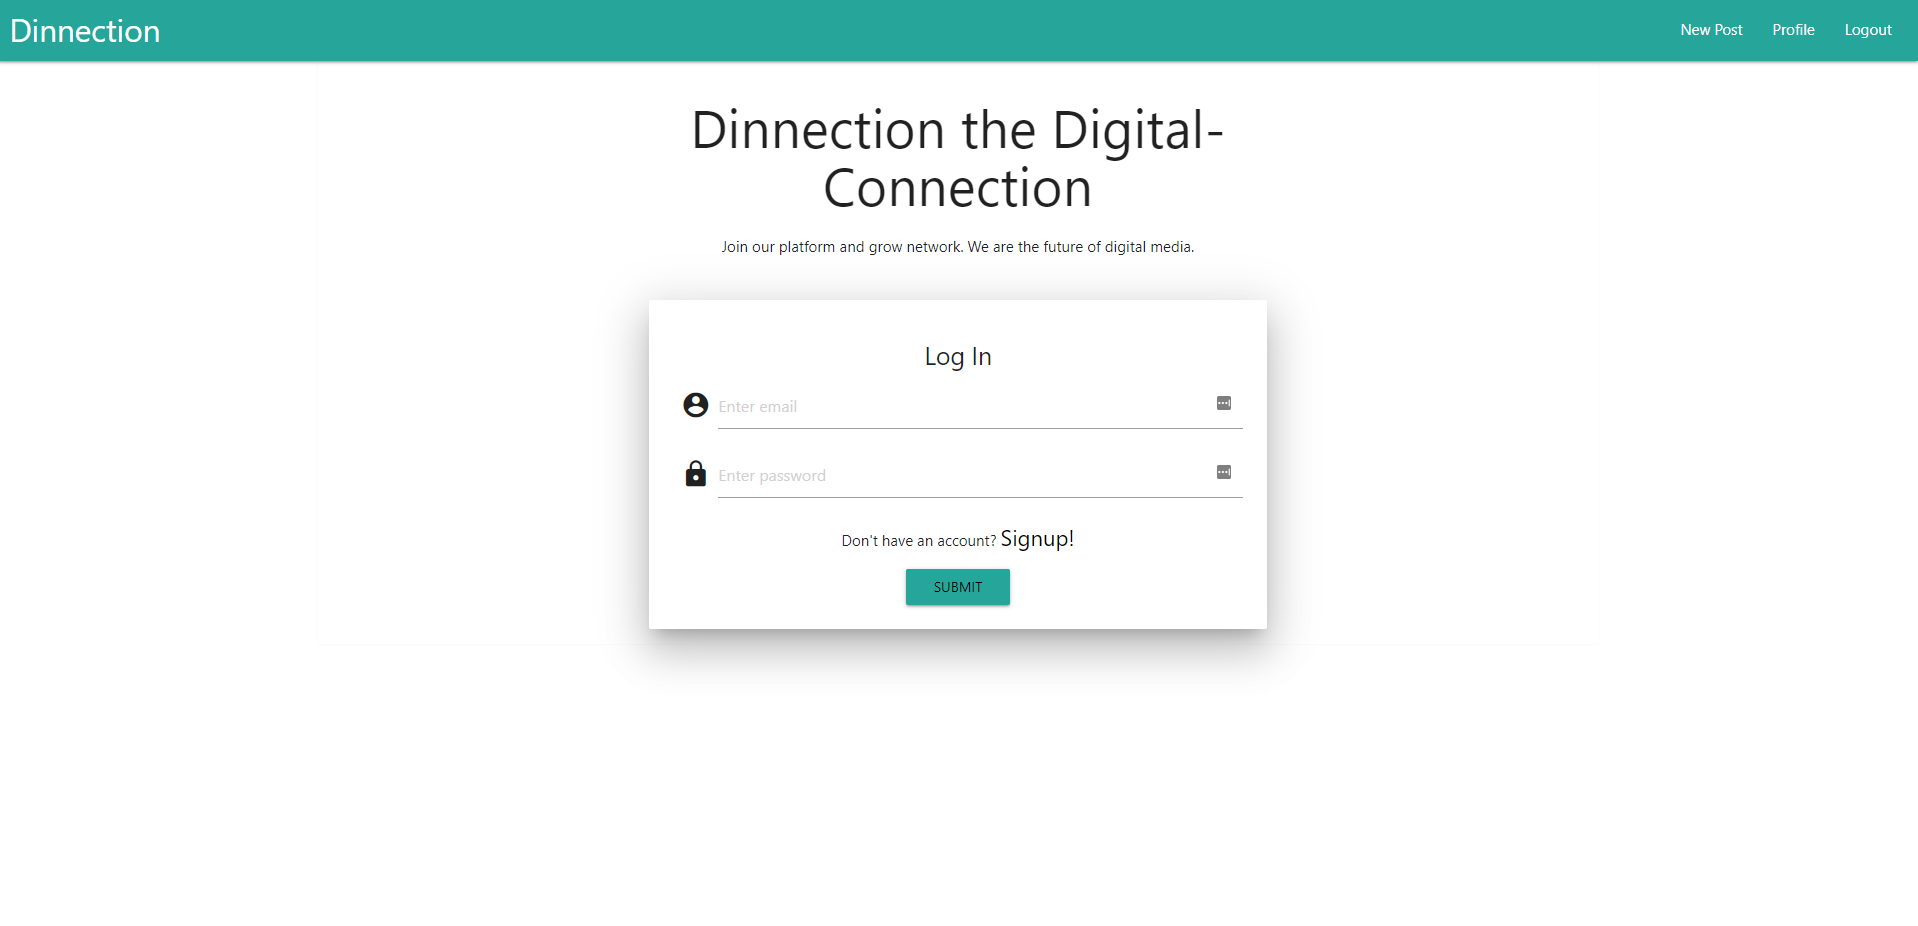 Dinnection
New Post Profile Logout
Dinnection the Digital-
Connection
Join our platform and grow network. We are the future of digital media.
Log In
Enter email
Enter password
Don't have an account? Signup!
SUBMIT